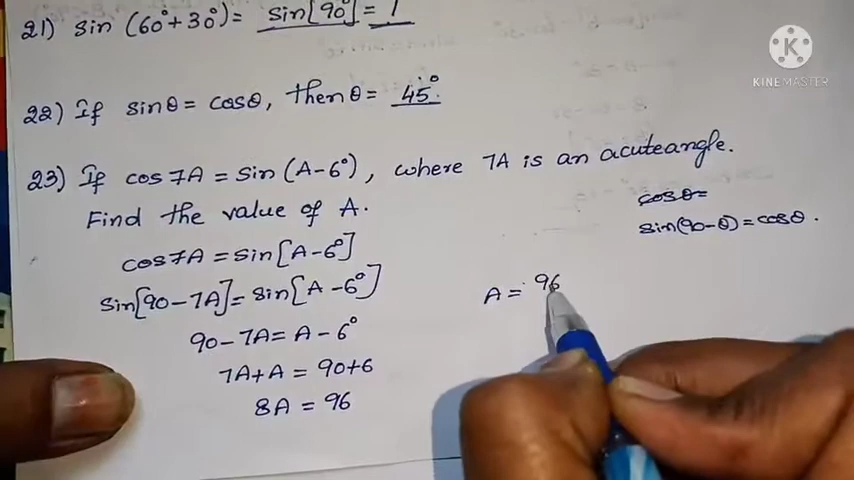 21) sin (60°+30°) = sin[90°] = 1
KINEMASTER
22) If sinθ = cosθ, then θ = 45°.
23) If cos7A = sin(A-6°), where 7A is an acuteangle.
Find the value of A.
cosθ=
sin(90-θ) = cosθ.
cos7A = sin[A-6°]
sin[90-7A] = sin[A-6°]
A = 96
90-7A = A-6°
7A+A = 90+6
8A = 96